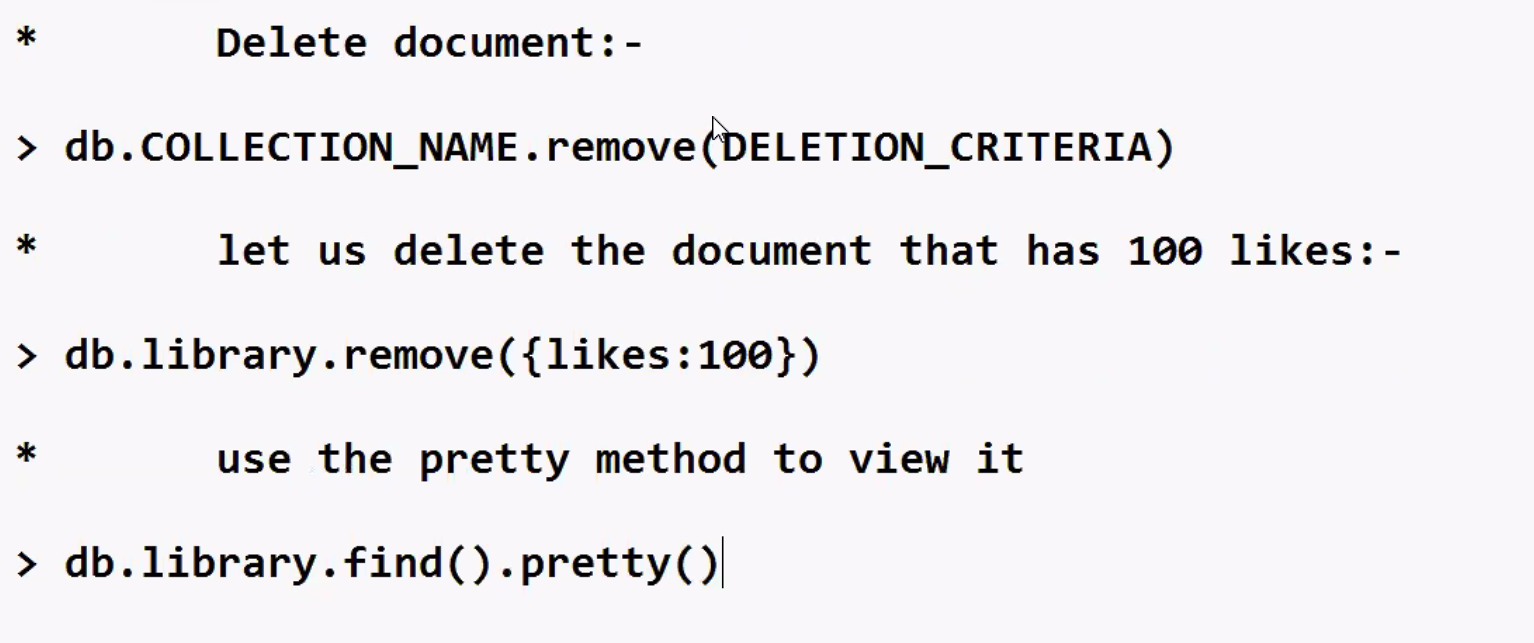 * Delete document:-
> db.COLLECTION_NAME.remove(DELETION_CRITERIA)
* let us delete the document that has 100 likes:-
> db.library.remove({likes:100})
* use the pretty method to view it
> db.library.find().pretty()